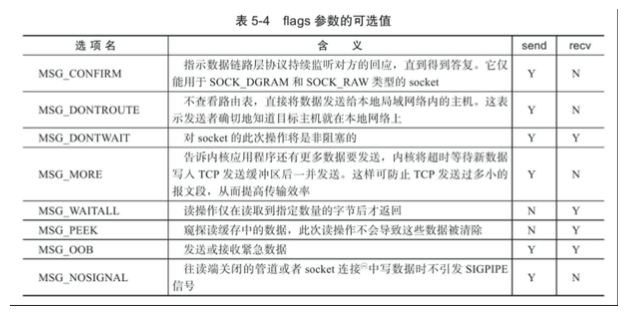 表 5-4 flags 参数的可选值
选项名 含 义 send recv
MSG_CONFIRM 指示数据链路层协议持续监听对方的回应，直到得到答复。它仅能用于 SOCK_DGRAM 和 SOCK_RAW 类型的 socket Y N
MSG_DONTROUTE 不查看路由表，直接将数据发送给本地局域网络内的主机。这表示发送者确切地知道目标主机就在本地网络上 Y N
MSG_DONTWAIT 对 socket 的此次操作将是非阻塞的 Y Y
MSG_MORE 告诉内核应用程序还有更多数据要发送，内核将超时等待新数据写入 TCP 发送缓冲区后一并发送。这样可防止 TCP 发送过多小的报文段，从而提高传输效率 Y N
MSG_WAITALL 读操作仅在读取到指定数量的字节后才返回 N Y
MSG_PEEK 窥探读缓存中的数据，此次读操作不会导致这些数据被清除 N Y
MSG_OOB 发送或接收紧急数据 Y Y
MSG_NOSIGNAL 往读端关闭的管道或者 socket 连接中写数据时不引发 SIGPIPE 信号 Y N